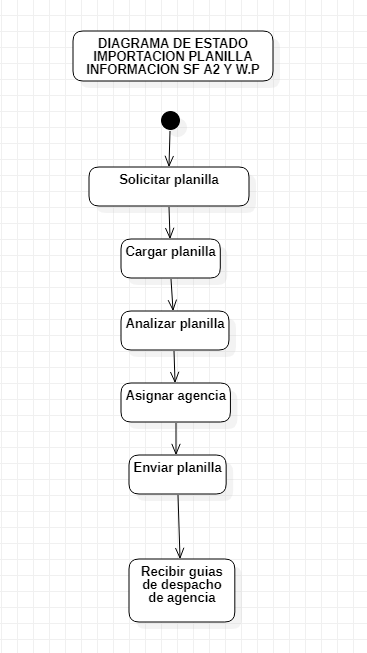 DIAGRAMA DE ESTADO
IMPORTACION PLANILLA
INFORMACION SF A2 Y W.P
Solicitar planilla
Cargar planilla
Analizar planilla
Asignar agencia
Enviar planilla
Recibir guias
de despacho
de agencia